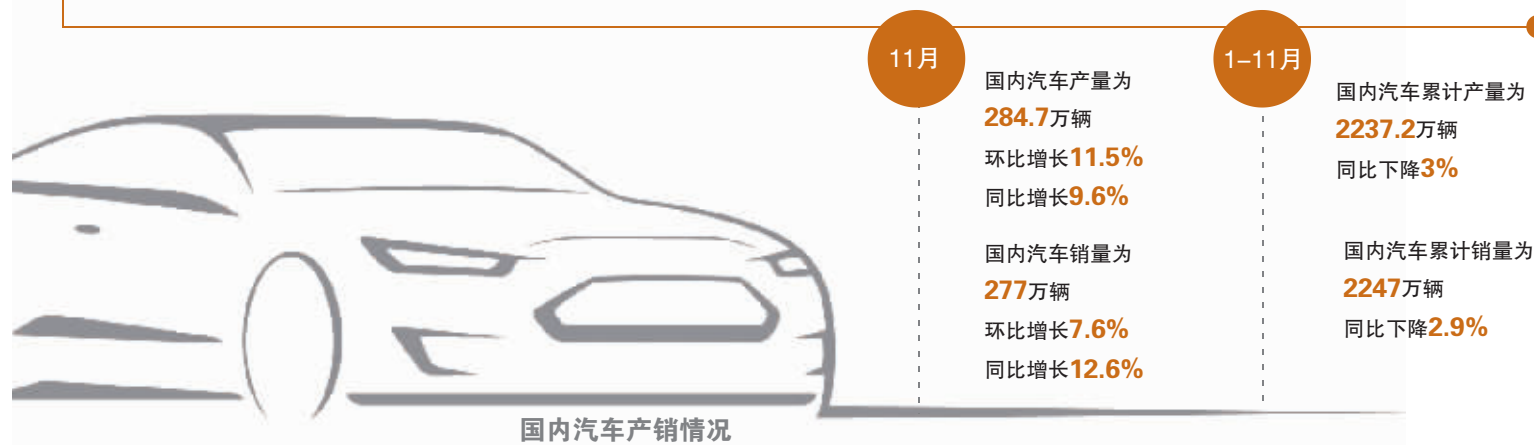 11月
国内汽车产量为
284.7万辆
环比增长11.5%
同比增长9.6%
国内汽车销量为
277万辆
环比增长7.6%
同比增长12.6%
1–11月
国内汽车累计产量为
2237.2万辆
同比下降3%
国内汽车累计销量为
2247万辆
同比下降2.9%
国内汽车产销情况